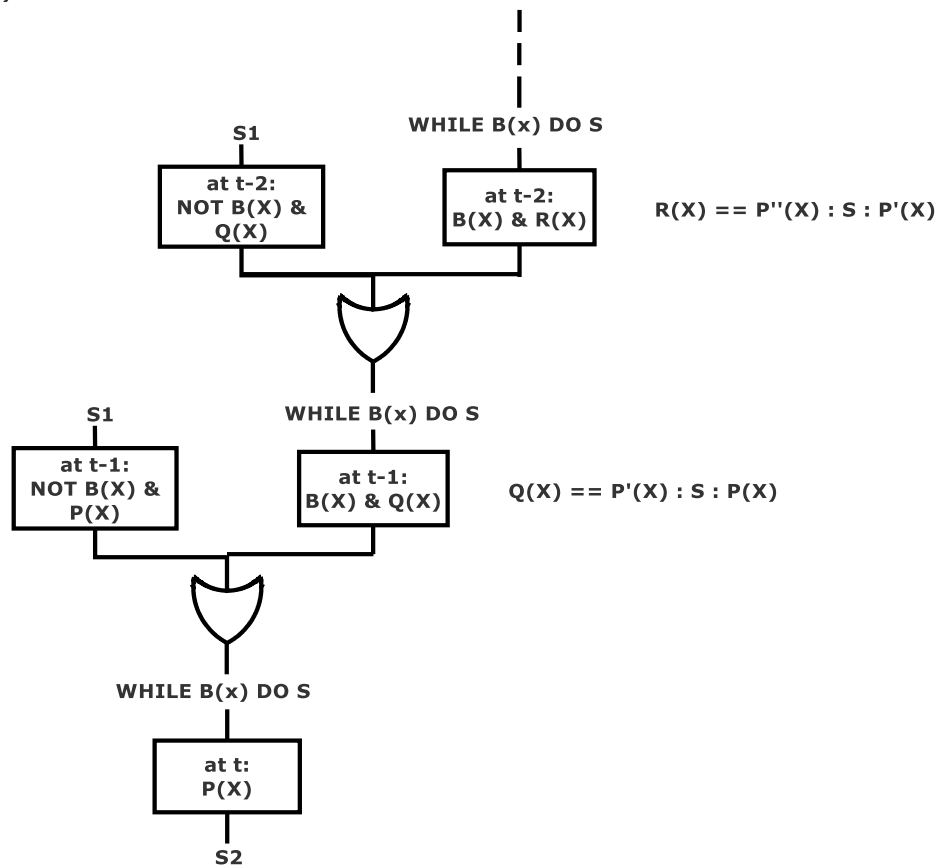 WHILE B(x) DO S
S1
at t-2:
NOT B(X) &
Q(X)
at t-2:
B(X) & R(X)
R(X) == P''(X) : S : P'(X)
WHILE B(x) DO S
S1
at t-1:
NOT B(X) &
P(X)
at t-1:
B(X) & Q(X)
Q(X) == P'(X) : S : P(X)
WHILE B(x) DO S
at t:
P(X)
S2